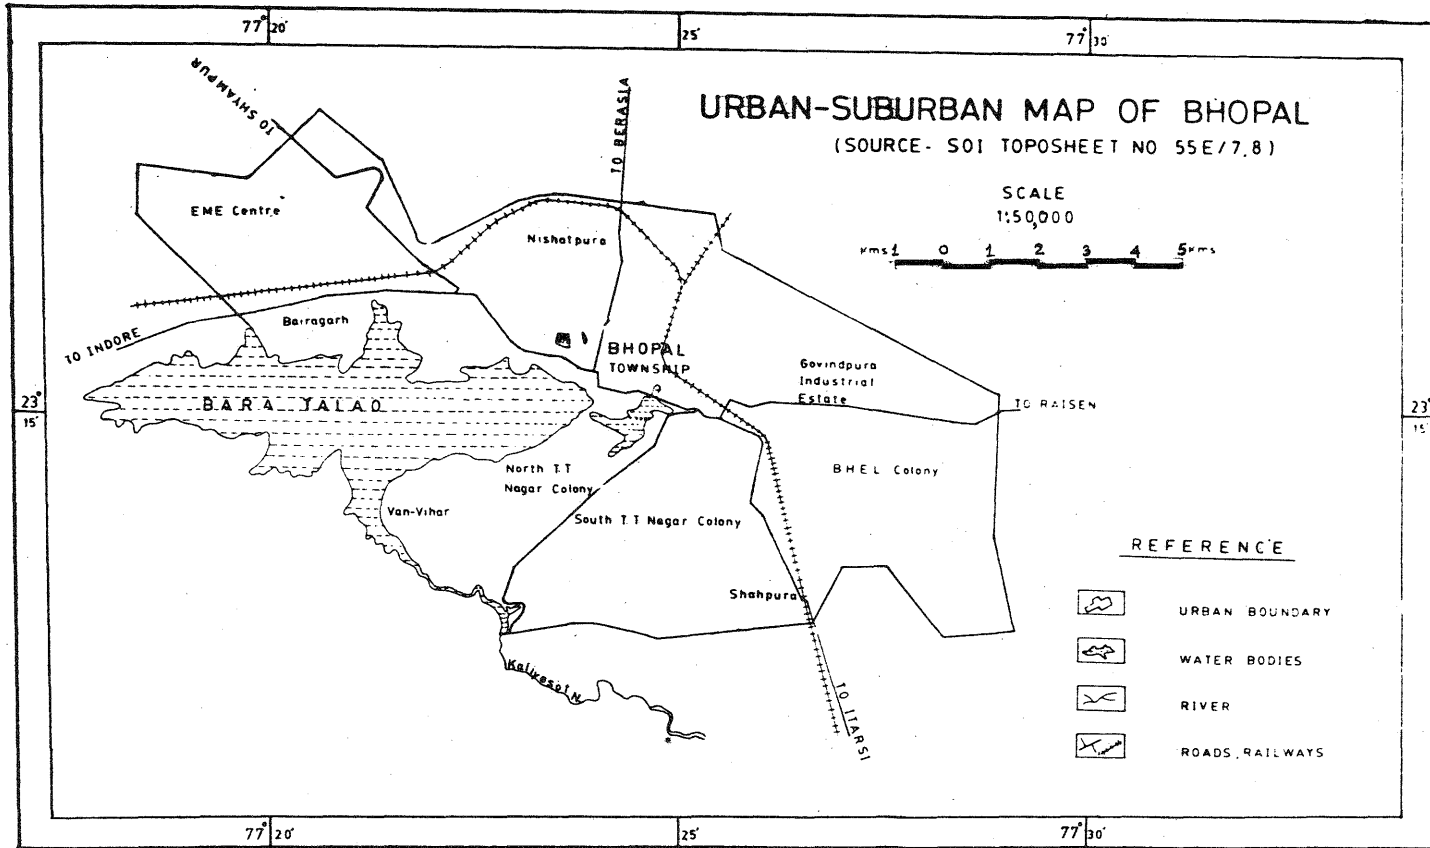 77° 20'
25'
77° 30'
TO SHYAMPUR
TO BERASIA
URBAN-SUBURBAN MAP OF BHOPAL
(SOURCE- SOI TOPOSHEET NO 55E/7,8)
SCALE
1:50,000
Kms 1 0 1 2 3 4 5 Kms
EME Centre
Nishatpura
Bairagarh
TO INDORE
BHOPAL
TOWNSHIP
Govindpura
Industrial
Estate
23° 15'
BARA TALAO
TO RAISEN
23° 15'
North T.T
Nagar Colony
BHEL Colony
Van-Vihar
South T.T Nagar Colony
Shahpura
Kaliyasot N.
TO ITARSI
REFERENCE
URBAN BOUNDARY
WATER BODIES
RIVER
ROADS, RAILWAYS
77° 20'
25'
77° 30'